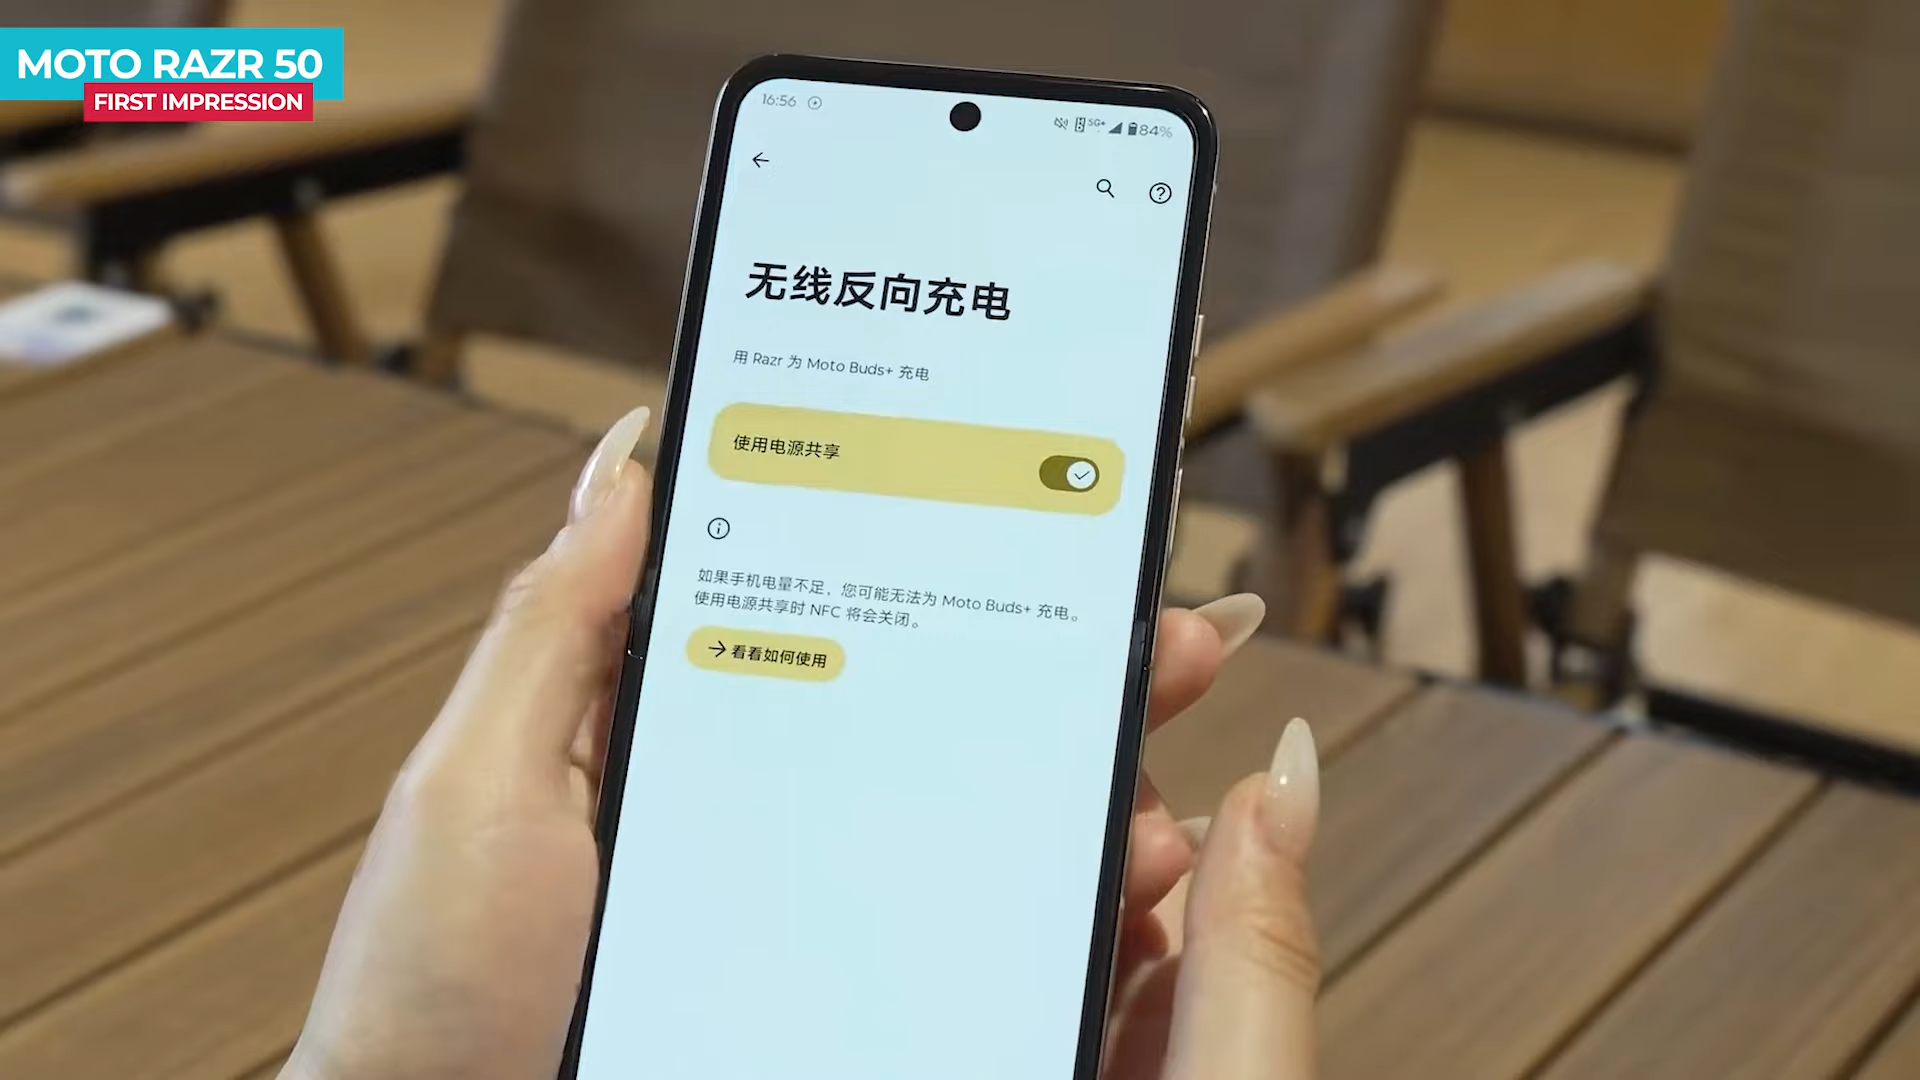 MOTO RAZR 50
FIRST IMPRESSION
16:56
5G+ 84%
无线反向充电
用 Razr 为 Moto Buds+ 充电
使用电源共享
如果手机电量不足，您可能无法为 Moto Buds+ 充电。
使用电源共享时 NFC 将会关闭。
→看看如何使用